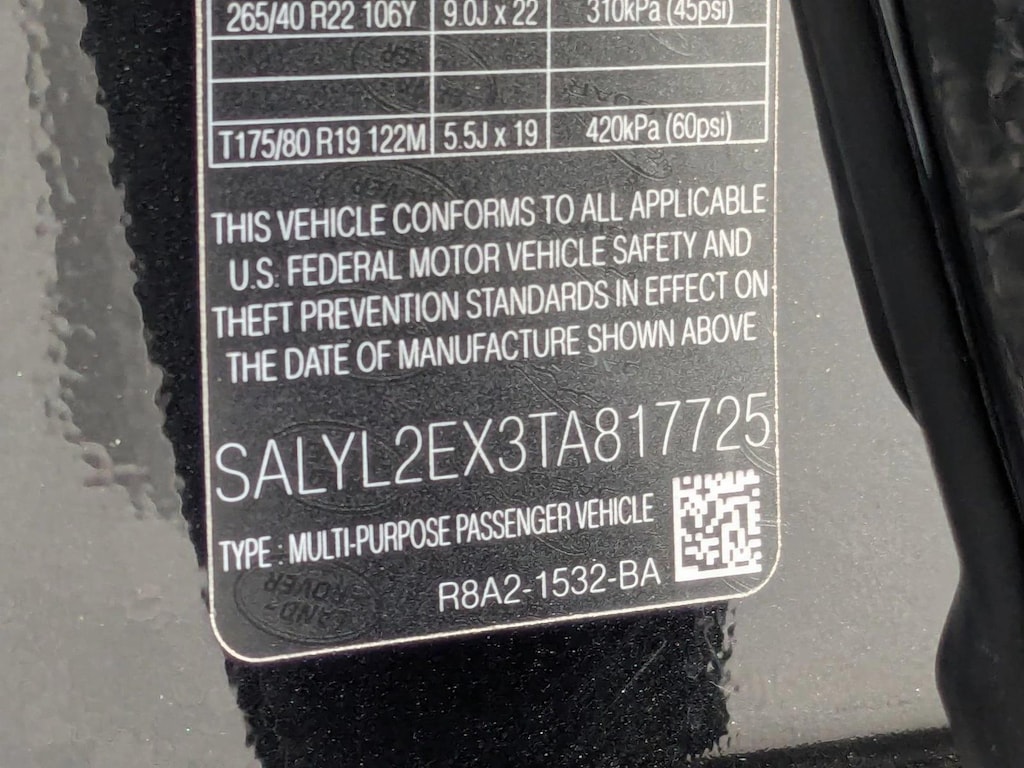 265/40 R22 106Y 9.0J x 22 310kPa (45psi)
T175/80 R19 122M 5.5J x 19 420kPa (60psi)
THIS VEHICLE CONFORMS TO ALL APPLICABLE
U.S. FEDERAL MOTOR VEHICLE SAFETY AND
THEFT PREVENTION STANDARDS IN EFFECT ON
THE DATE OF MANUFACTURE SHOWN ABOVE
SALYL2EX3TA817725
TYPE : MULTI-PURPOSE PASSENGER VEHICLE
R8A2-1532-BA
LAND
ROVER